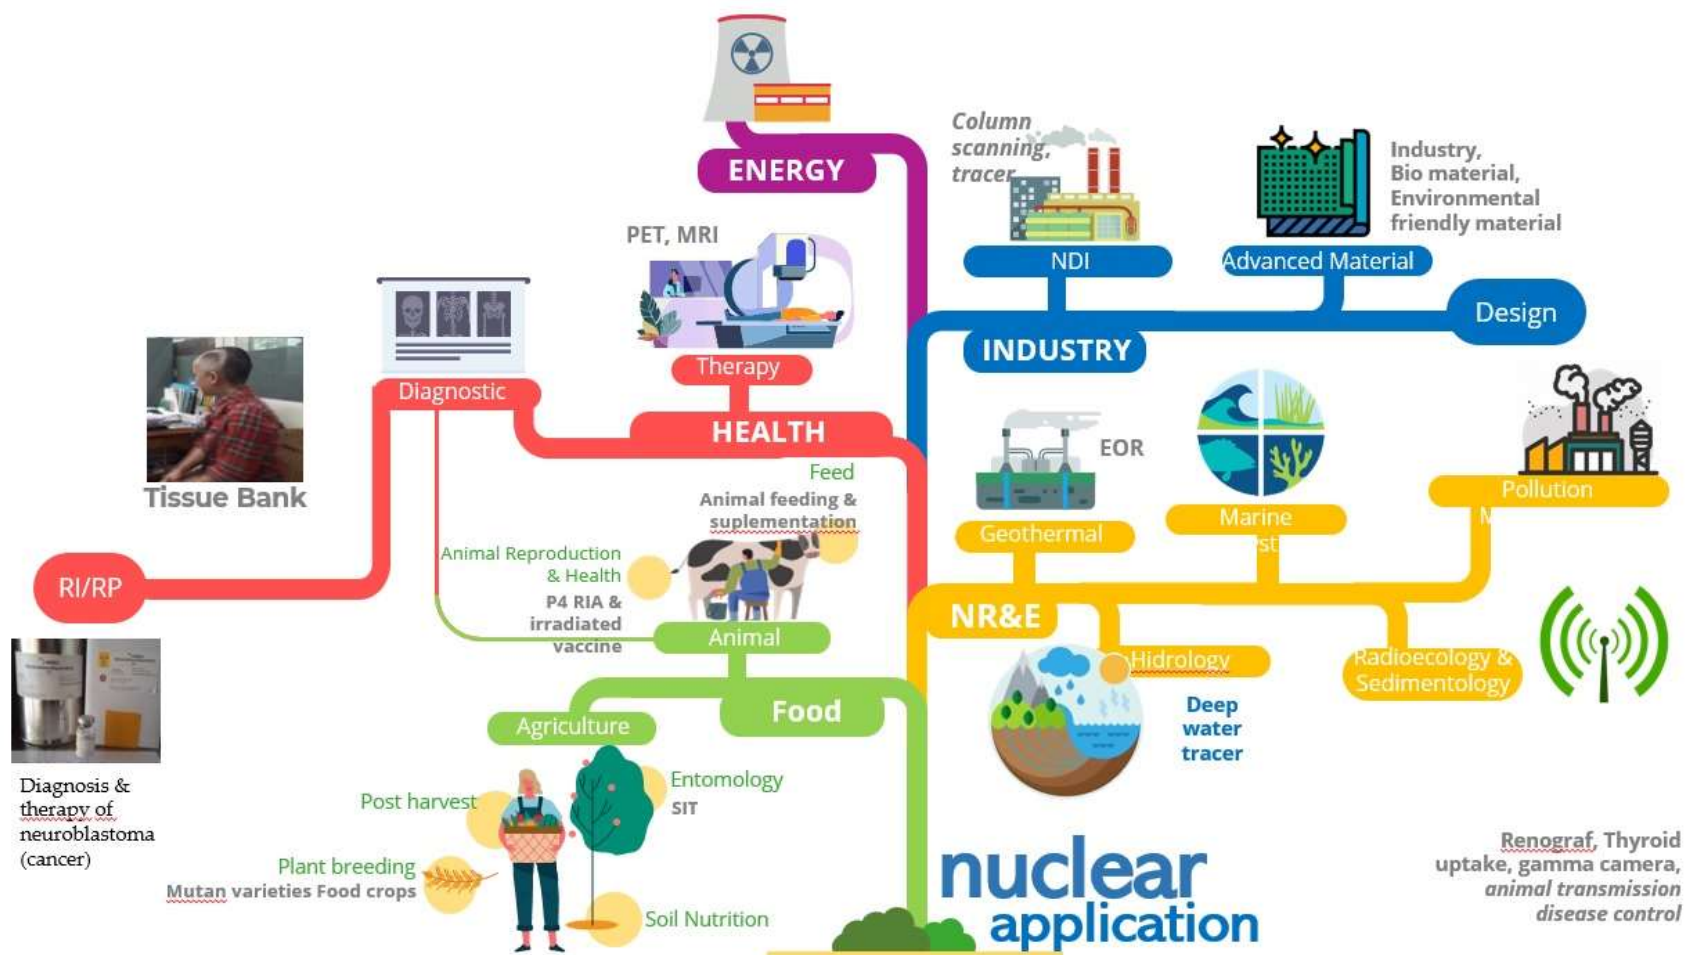 ENERGY
Column
scanning,
tracer
NDI
Industry,
Bio material,
Environmental
friendly material
Advanced Material
Design
INDUSTRY
PET, MRI
Therapy
Diagnostic
HEALTH
Tissue Bank
RI/RP
Diagnosis &
therapy of
neuroblastoma
(cancer)
Feed
Animal feeding &
suplementation
Animal Reproduction
& Health
P4 RIA &
irradiated
vaccine
Animal
Food
Agriculture
Post harvest
Entomology
SIT
Plant breeding
Mutan varieties Food crops
Soil Nutrition
EOR
Geothermal
Marine
Pollution
NR&E
Hidrology
Radioecology &
Sedimentology
Deep
water
tracer
nuclear
application
Renograf, Thyroid
uptake, gamma camera,
animal transmission
disease control